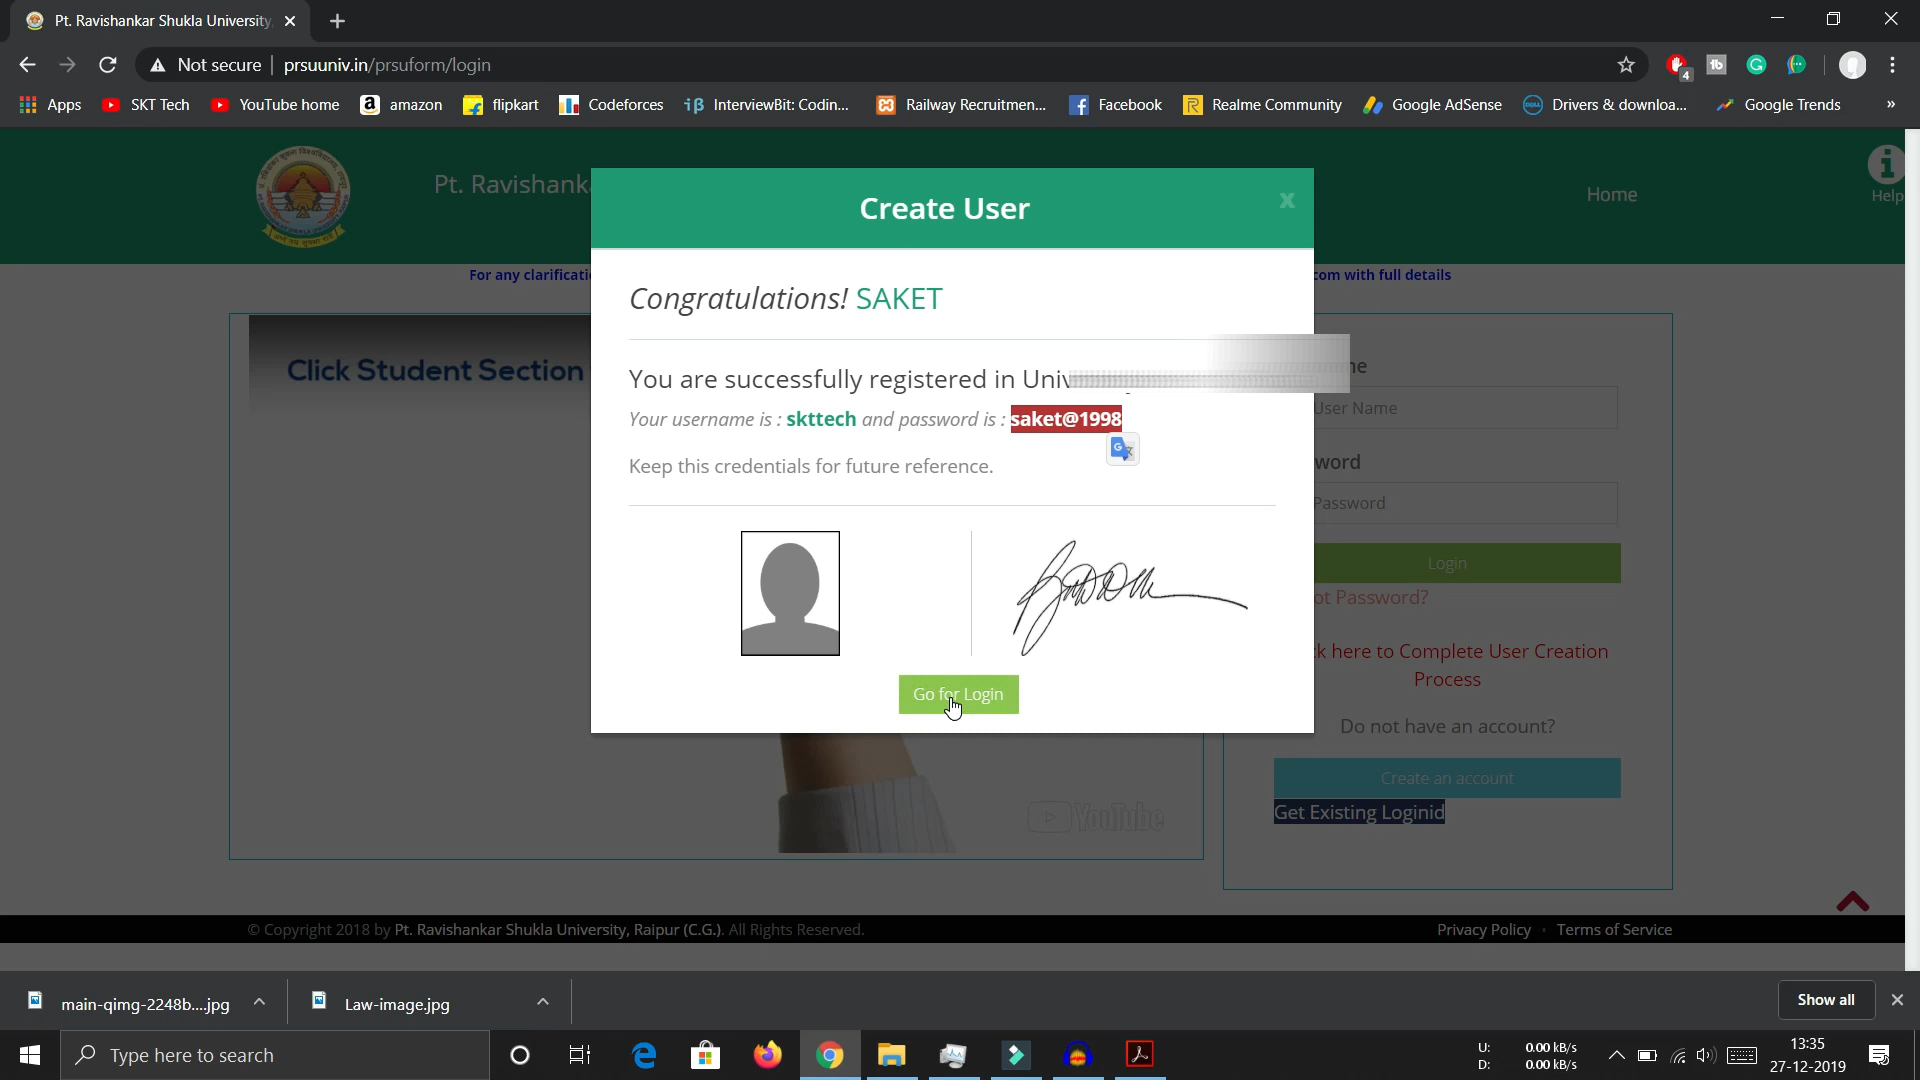 Pt. Ravishankar Shukla University,
Not secure | prsuuniv.in/prsuform/login
4
Apps SKT Tech YouTube home amazon flipkart Codeforces InterviewBit: Codin... Railway Recruitmen... Facebook Realme Community Google AdSense Drivers & downloa... Google Trends »
Pt. Ravishanka
Home
Help
Create User
X
For any clarificati
com with full details
Congratulations! SAKET
Click Student Section
You are successfully registered in Univ
Your username is : skttech and password is : saket@1998
Keep this credentials for future reference.
Go for Login
ne
User Name
word
Password
Login
ot Password?
k here to Complete User Creation
Process
Do not have an account?
Create an account
Get Existing Loginid
YouTube
© Copyright 2018 by Pt. Ravishankar Shukla University, Raipur (C.G.). All Rights Reserved.
Privacy Policy · Terms of Service
main-qimg-2248b....jpg
Law-image.jpg
Show all
Type here to search
U: 0.00 kB/s
D: 0.00 kB/s
13:35
27-12-2019